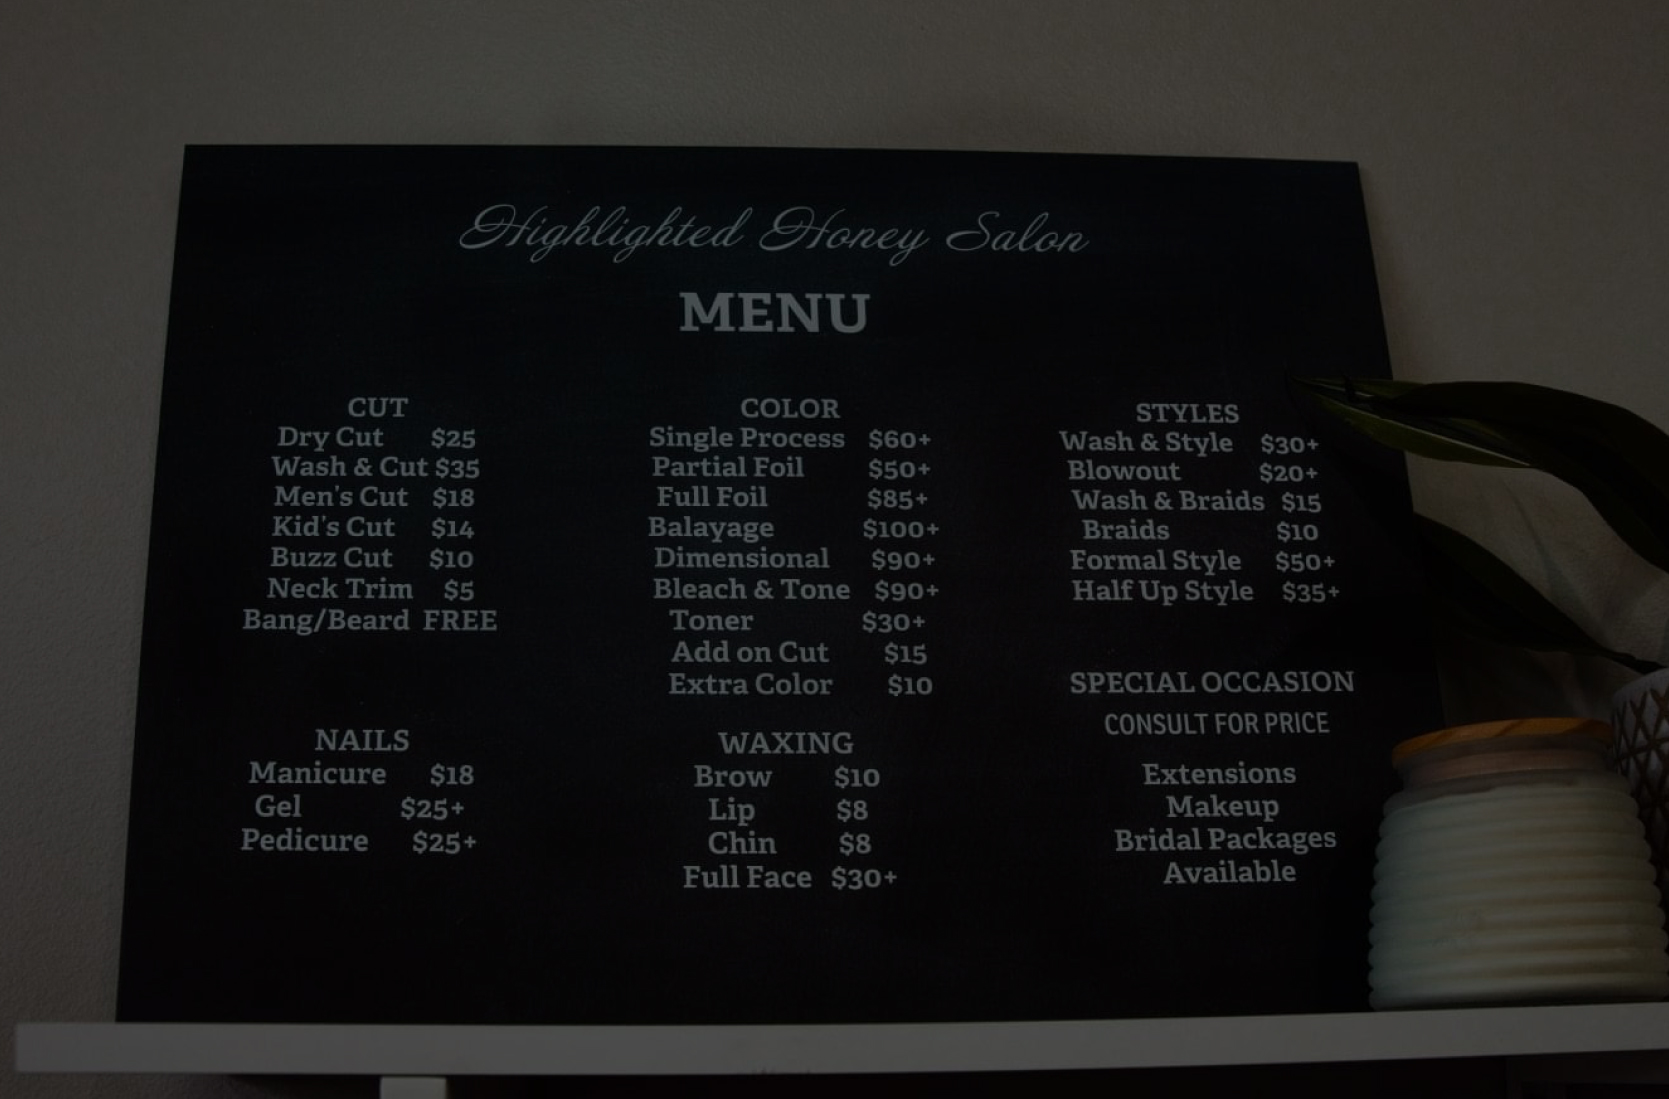 Highlighted Honey Salon
MENU
CUT
Dry Cut $25
Wash & Cut $35
Men's Cut $18
Kid's Cut $14
Buzz Cut $10
Neck Trim $5
Bang/Beard FREE
NAILS
Manicure $18
Gel $25+
Pedicure $25+
COLOR
Single Process $60+
Partial Foil $50+
Full Foil $85+
Balayage $100+
Dimensional $90+
Bleach & Tone $90+
Toner $30+
Add on Cut $15
Extra Color $10
WAXING
Brow $10
Lip $8
Chin $8
Full Face $30+
STYLES
Wash & Style $30+
Blowout $20+
Wash & Braids $15
Braids $10
Formal Style $50+
Half Up Style $35+
SPECIAL OCCASION
CONSULT FOR PRICE
Extensions
Makeup
Bridal Packages
Available